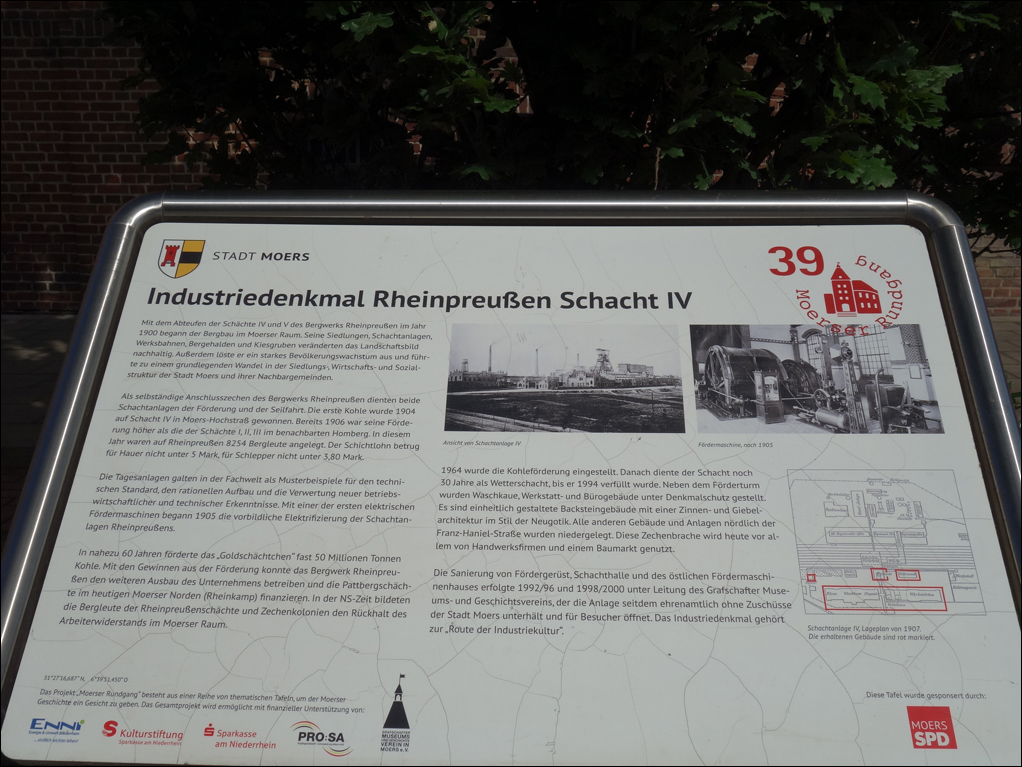 STADT MOERS
39
Moerser Rundgang
Industriedenkmal Rheinpreußen Schacht IV
Mit dem Abteufen der Schächte IV und V des Bergwerks Rheinpreußen im Jahr
1900 begann der Bergbau im Moerser Raum. Seine Siedlungen, Schachtanlagen,
Werksbahnen, Bergehalden und Kiesgruben veränderten das Landschaftsbild
nachhaltig. Außerdem löste er ein starkes Bevölkerungswachstum aus und führ-
te zu einem grundlegenden Wandel in der Siedlungs-, Wirtschafts- und Sozial-
struktur der Stadt Moers und ihrer Nachbargemeinden.
Als selbständige Anschlusszechen des Bergwerks Rheinpreußen dienten beide
Schachtanlagen der Förderung und der Seilfahrt. Die erste Kohle wurde 1904
auf Schacht IV in Moers-Hochstraß gewonnen. Bereits 1906 war seine Förde-
rung höher als die der Schächte I, II, III im benachbarten Homberg. In diesem
Jahr waren auf Rheinpreußen 8254 Bergleute angelegt. Der Schichtlohn betrug
für Hauer nicht unter 5 Mark, für Schlepper nicht unter 3,80 Mark.
Die Tagesanlagen galten in der Fachwelt als Musterbeispiele für den techni-
schen Standard, den rationellen Aufbau und die Verwertung neuer betriebs-
wirtschaftlicher und technischer Erkenntnisse. Mit einer der ersten elektrischen
Fördermaschinen begann 1905 die vorbildliche Elektrifizierung der Schachtan-
lagen Rheinpreußens.
In nahezu 60 Jahren förderte das „Goldschächtchen" fast 50 Millionen Tonnen
Kohle. Mit den Gewinnen aus der Förderung konnte das Bergwerk Rheinpreu-
ßen den weiteren Ausbau des Unternehmens betreiben und die Pattbergschäch-
te im heutigen Moerser Norden (Rheinkamp) finanzieren. In der NS-Zeit bildeten
die Bergleute der Rheinpreußenschächte und Zechenkolonien den Rückhalt des
Arbeiterwiderstands im Moerser Raum.
Ansicht von Schachtanlage IV
Fördermaschine, nach 1905
1964 wurde die Kohleförderung eingestellt. Danach diente der Schacht noch
30 Jahre als Wetterschacht, bis er 1994 verfüllt wurde. Neben dem Förderturm
wurden Waschkaue, Werkstatt- und Bürogebäude unter Denkmalschutz gestellt.
Es sind einheitlich gestaltete Backsteingebäude mit einer Zinnen- und Giebel-
architektur im Stil der Neugotik. Alle anderen Gebäude und Anlagen nördlich der
Franz-Haniel-Straße wurden niedergelegt. Diese Zechenbrache wird heute vor al-
lem von Handwerksfirmen und einem Baumarkt genutzt.
Die Sanierung von Fördergerüst, Schachthalle und des östlichen Fördermaschi-
nenhauses erfolgte 1992/96 und 1998/2000 unter Leitung des Grafschafter Muse-
ums- und Geschichtsvereins, der die Anlage seitdem ehrenamtlich ohne Zuschüsse
der Stadt Moers unterhält und für Besucher öffnet. Das Industriedenkmal gehört
zur „Route der Industriekultur".
Schachtanlage IV, Lageplan von 1907.
Die erhaltenen Gebäude sind rot markiert.
51°27'16,687" N, 6°39'51,450" O
Das Projekt „Moerser Rundgang" besteht aus einer Reihe von thematischen Tafeln, um der Moerser
Geschichte ein Gesicht zu geben. Das Gesamtprojekt wird ermöglicht mit finanzieller Unterstützung von:
ENNI
Energie & Umwelt Niederrhein
Kulturstiftung
Sparkasse am Niederrhein
Sparkasse
am Niederrhein
PRO:SA
GRAFSCHAFTER
MUSEUMS
UND GESCHICHTS
VEREIN IN
MOERS e.V.
Diese Tafel wurde gesponsert durch:
MOERS
SPD